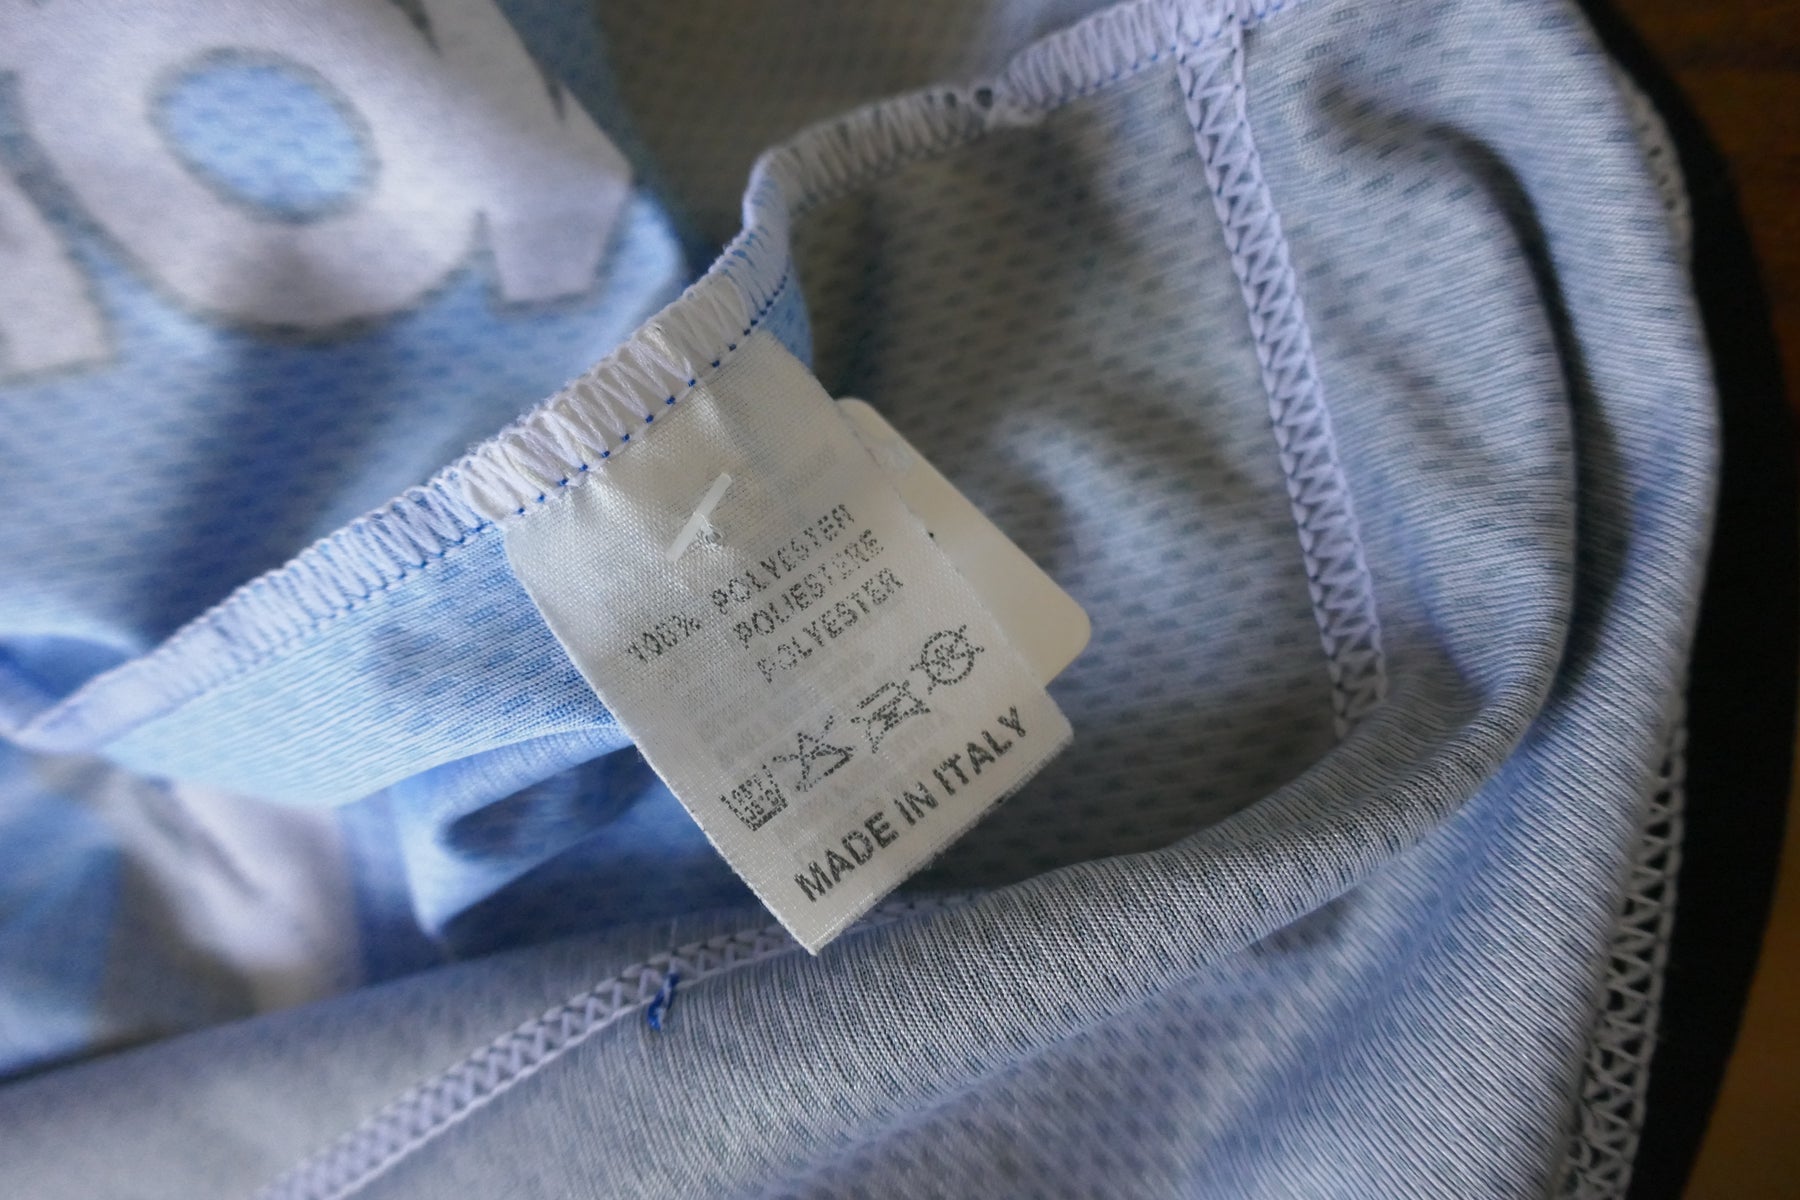 100% POLYESTER
POLIESTERE
POLYESTER
MADE IN ITALY